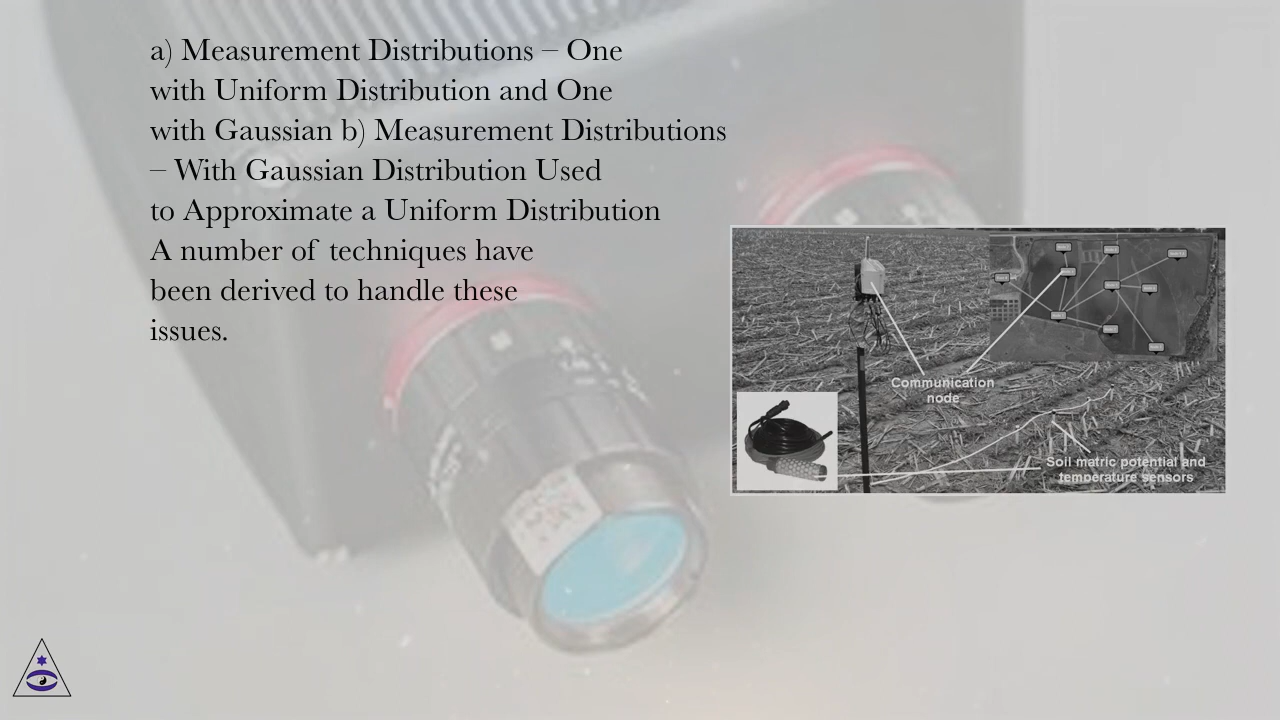 a) Measurement Distributions – One
with Uniform Distribution and One
with Gaussian b) Measurement Distributions
– With Gaussian Distribution Used
to Approximate a Uniform Distribution
A number of techniques have
been derived to handle these
issues.
Communication
node
Soil matric potential and
temperature sensors